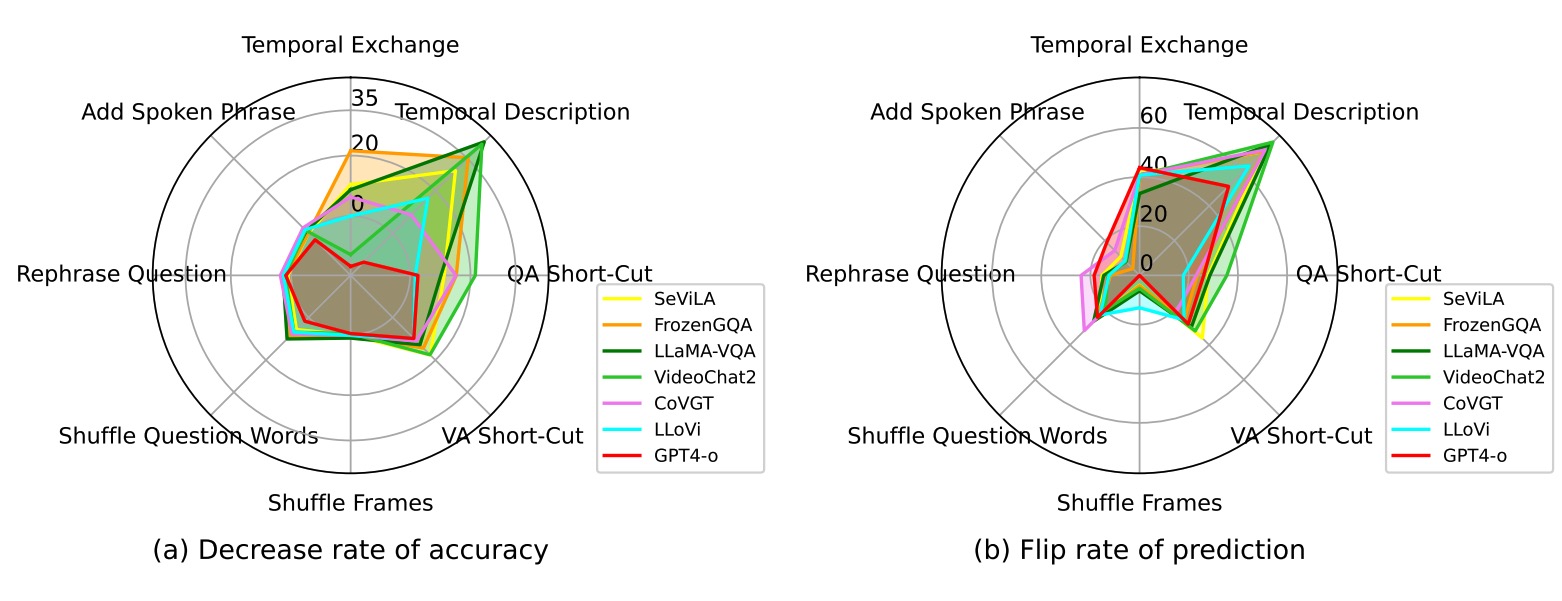 Temporal Exchange
Add Spoken Phrase
35
Temporal Description
20
0
Rephrase Question
QA Short-Cut
Shuffle Question Words
VA Short-Cut
Shuffle Frames
SeViLA
FrozenGQA
LLaMA-VQA
VideoChat2
CoVGT
LLoVi
GPT4-o
(a) Decrease rate of accuracy
Temporal Exchange
Add Spoken Phrase
60
Temporal Description
40
20
0
Rephrase Question
QA Short-Cut
Shuffle Question Words
VA Short-Cut
Shuffle Frames
SeViLA
FrozenGQA
LLaMA-VQA
VideoChat2
CoVGT
LLoVi
GPT4-o
(b) Flip rate of prediction